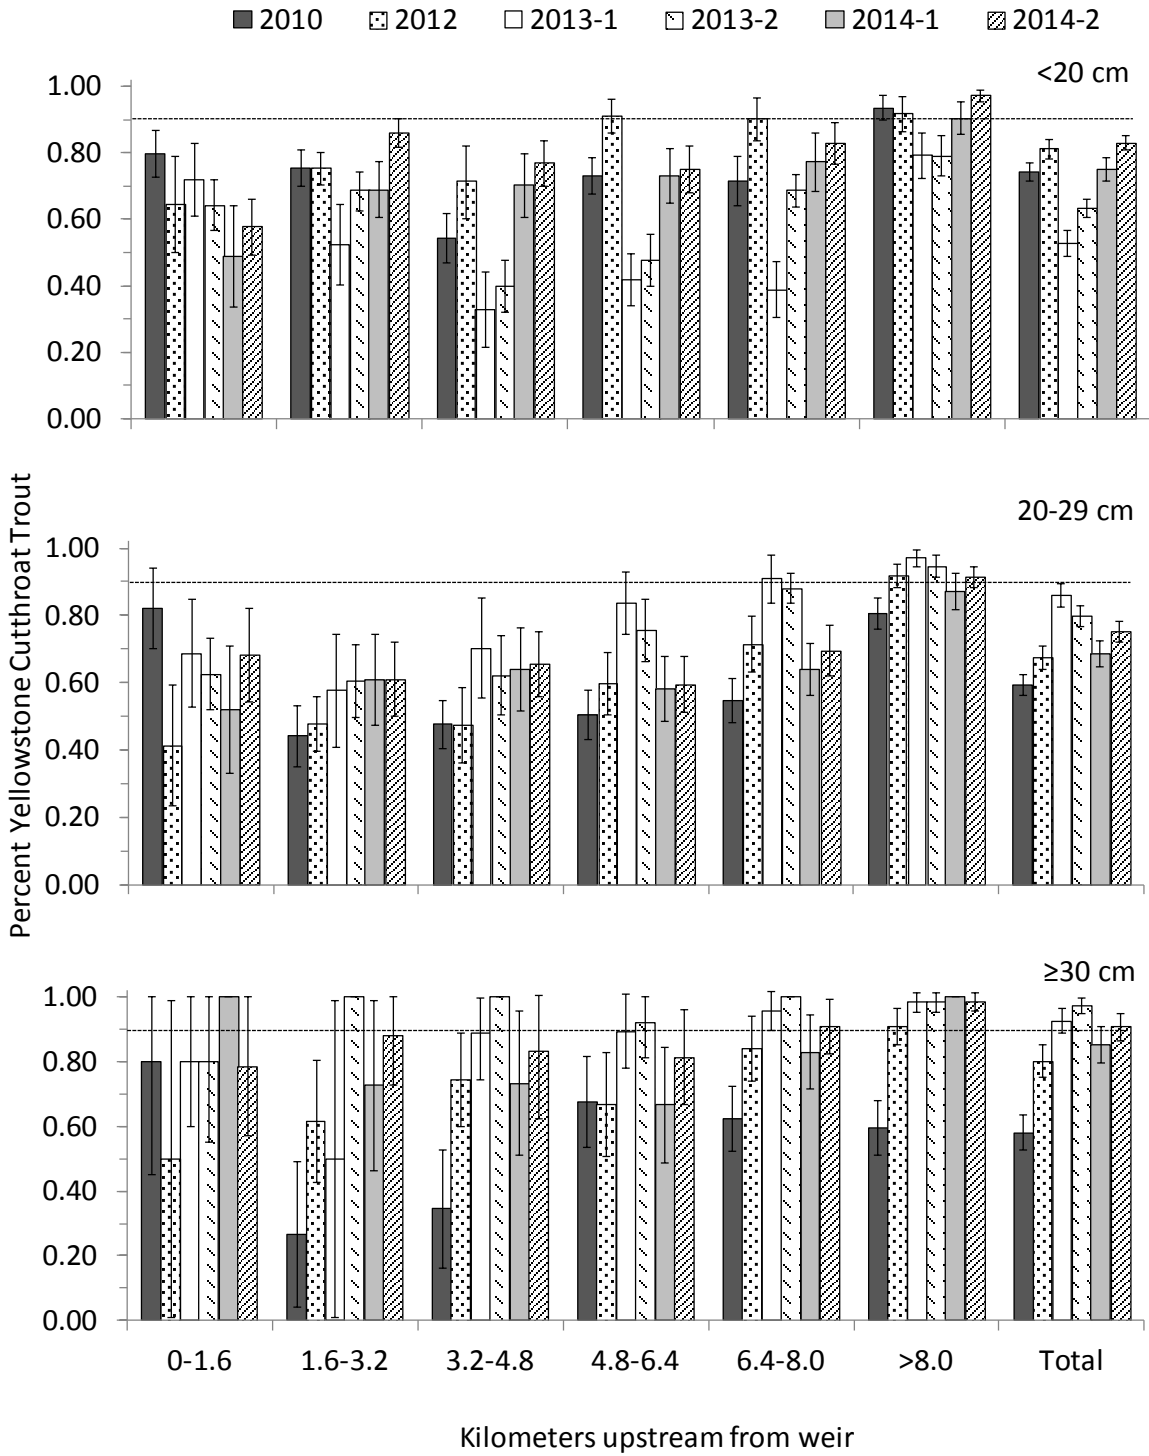 2010 2012 2013-1 2013-2 2014-1 2014-2
<20 cm
1.00
0.80
0.60
0.40
0.20
0.00
20-29 cm
1.00
0.80
0.60
0.40
0.20
0.00
Percent Yellowstone Cutthroat Trout
≥30 cm
1.00
0.80
0.60
0.40
0.20
0.00
0-1.6 1.6-3.2 3.2-4.8 4.8-6.4 6.4-8.0 >8.0 Total
Kilometers upstream from weir